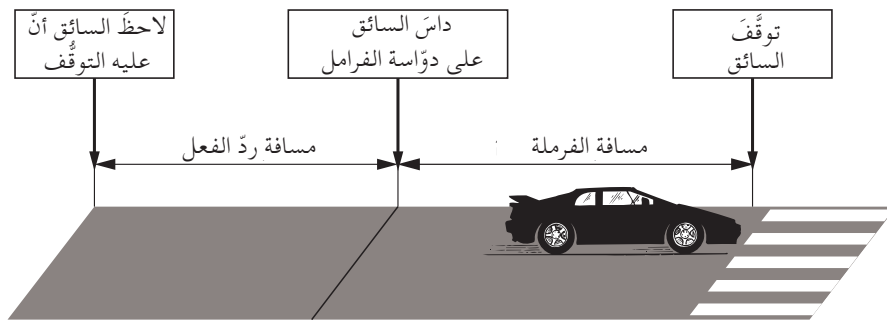 لاحظَ السائق أنّ
عليه التوقُّف
داسَ السائق
على دوّاسة الفرامل
توقَّفَ
السائق
مسافة ردّ الفعل
مسافة الفرملة